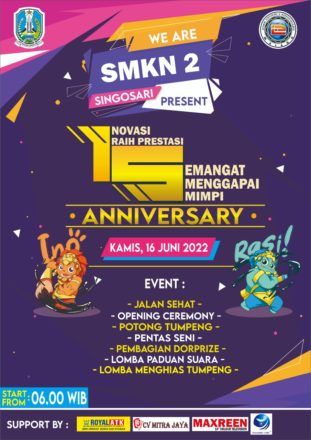 WE ARE
SMKN 2
SINGOSARI
PRESENT
15
NOVASI
RAIH PRESTASI
EMANGAT
MENGGAPAI
MIMPI
• ANNIVERSARY •
KAMIS, 16 JUNI 2022
Ino
Rasi!
EVENT :
- JALAN SEHAT -
- OPENING CEREMONY -
- POTONG TUMPENG -
- PENTAS SENI -
- PEMBAGIAN DORPRIZE -
- LOMBA PADUAN SUARA -
- LOMBA MENGHIAS TUMPENG -
START FROM : 06.00 WIB
SUPPORT BY :
ROYALATK
CV MITRA JAYA
MAXREEN